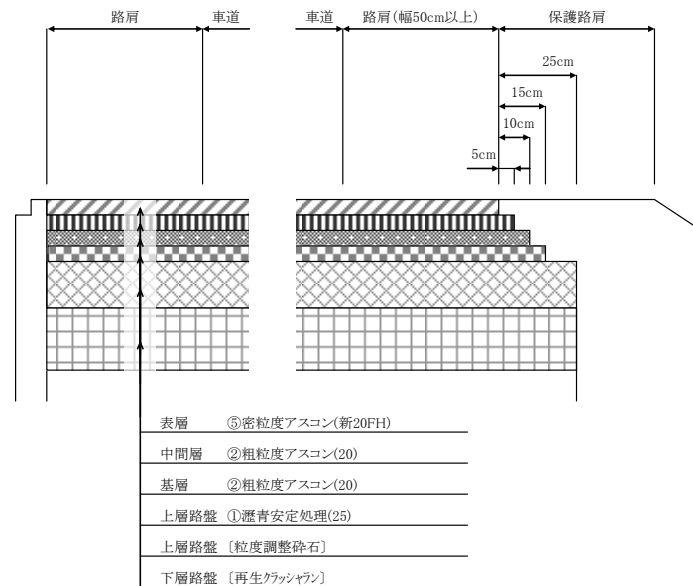 路肩 車道 車道 路肩(幅50cm以上) 保護路肩
25cm
15cm
10cm
5cm
表層 ⑤密粒度アスコン(新20FH)
中間層 ②粗粒度アスコン(20)
基層 ②粗粒度アスコン(20)
上層路盤 ①瀝青安定処理(25)
上層路盤 〔粒度調整砕石〕
下層路盤 〔再生クラッシャラン〕